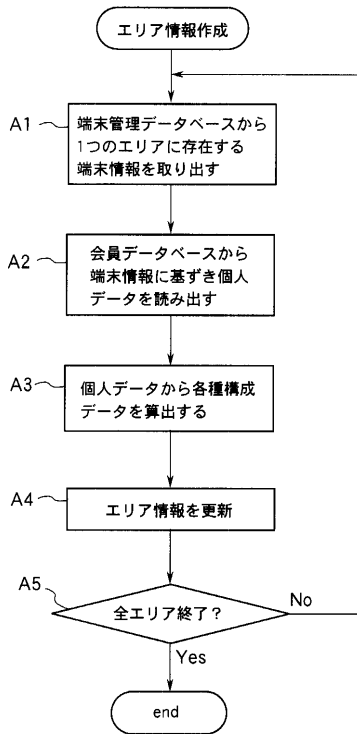 エリア情報作成
A1
端末管理データベースから
1つのエリアに存在する
端末情報を取り出す
A2
会員データベースから
端末情報に基ずき個人
データを読み出す
A3
個人データから各種構成
データを算出する
A4
エリア情報を更新
A5
全エリア終了？
No
Yes
end